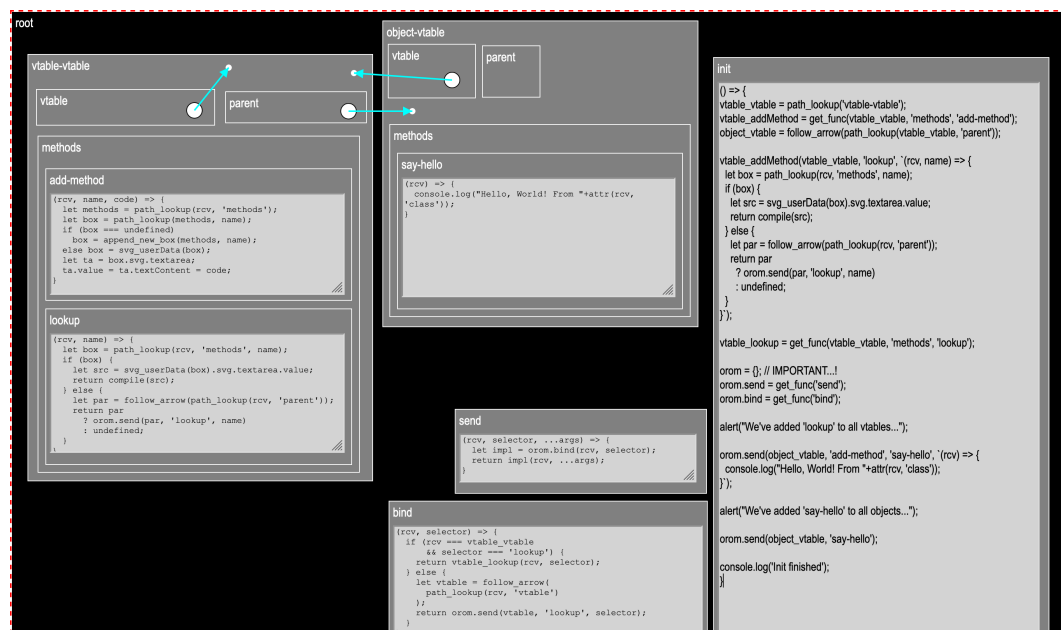 root
vtable-vtable
vtable
parent
methods
add-method
(rcv, name, code) => {
  let methods = path_lookup(rcv, 'methods');
  let box = path_lookup(methods, name);
  if (box === undefined)
    box = append_new_box(methods, name);
  else box = svg_userData(box);
  let ta = box.svg.textarea;
  ta.value = ta.textContent = code;
}
lookup
(rcv, name) => {
  let box = path_lookup(rcv, 'methods', name);
  if (box) {
    let src = svg_userData(box).svg.textarea.value;
    return compile(src);
  } else {
    let par = follow_arrow(path_lookup(rcv, 'parent'));
    return par
      ? orom.send(par, 'lookup', name)
      : undefined;
  }
}
object-vtable
vtable
parent
methods
say-hello
(rcv) => {
  console.log("Hello, World! From "+attr(rcv,
'class'));
}
send
(rcv, selector, ...args) => {
  let impl = orom.bind(rcv, selector);
  return impl(rcv, ...args);
}
bind
(rcv, selector) => {
  if (rcv === vtable_vtable
      && selector === 'lookup') {
    return vtable_lookup(rcv, selector);
  } else {
    let vtable = follow_arrow(
      path_lookup(rcv, 'vtable')
    );
    return orom.send(vtable, 'lookup', selector);
  }
init
() => {
vtable_vtable = path_lookup('vtable-vtable');
vtable_addMethod = get_func(vtable_vtable, 'methods', 'add-method');
object_vtable = follow_arrow(path_lookup(vtable_vtable, 'parent'));
vtable_addMethod(vtable_vtable, 'lookup', `(rcv, name) => {
  let box = path_lookup(rcv, 'methods', name);
  if (box) {
    let src = svg_userData(box).svg.textarea.value;
    return compile(src);
  } else {
    let par = follow_arrow(path_lookup(rcv, 'parent'));
    return par
      ? orom.send(par, 'lookup', name)
      : undefined;
  }
}`);
vtable_lookup = get_func(vtable_vtable, 'methods', 'lookup');
orom = {}; // IMPORTANT...!
orom.send = get_func('send');
orom.bind = get_func('bind');
alert("We've added 'lookup' to all vtables...");
orom.send(object_vtable, 'add-method', 'say-hello', `(rcv) => {
  console.log("Hello, World! From "+attr(rcv, 'class'));
}`);
alert("We've added 'say-hello' to all objects...");
orom.send(object_vtable, 'say-hello');
console.log('Init finished');
}